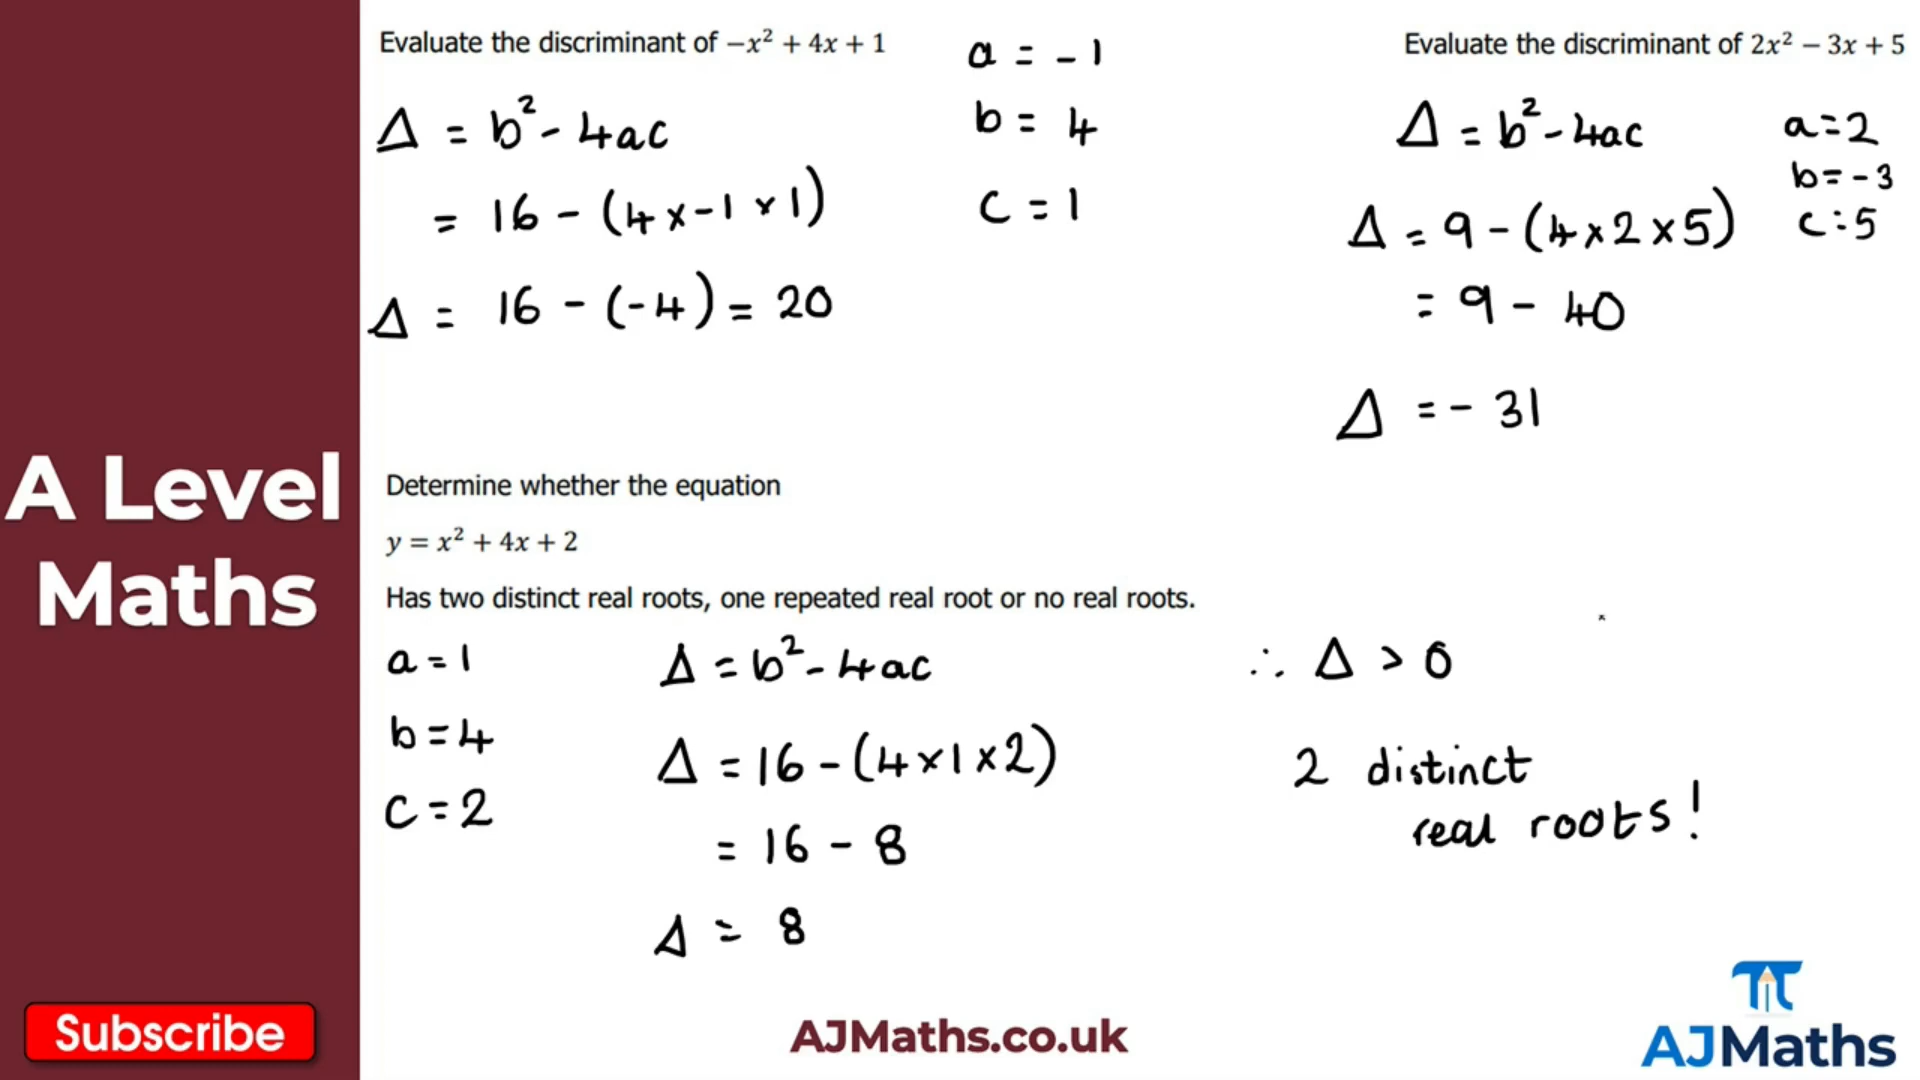 A Level
Maths
Subscribe
Evaluate the discriminant of −x² + 4x + 1
Δ = b² - 4ac
= 16 - (4 x -1 x 1)
Δ = 16 - (-4) = 20
a = -1
b = 4
c = 1
Evaluate the discriminant of 2x² − 3x + 5
Δ = b² - 4ac
a = 2
b = -3
c = 5
Δ = 9 - (4 x 2 x 5)
= 9 - 40
Δ = - 31
Determine whether the equation
y = x² + 4x + 2
Has two distinct real roots, one repeated real root or no real roots.
a = 1
b = 4
c = 2
Δ = b² - 4ac
Δ = 16 - (4 x 1 x 2)
= 16 - 8
Δ = 8
∴ Δ > 0
2 distinct
real roots!
AJMaths.co.uk
AJMaths